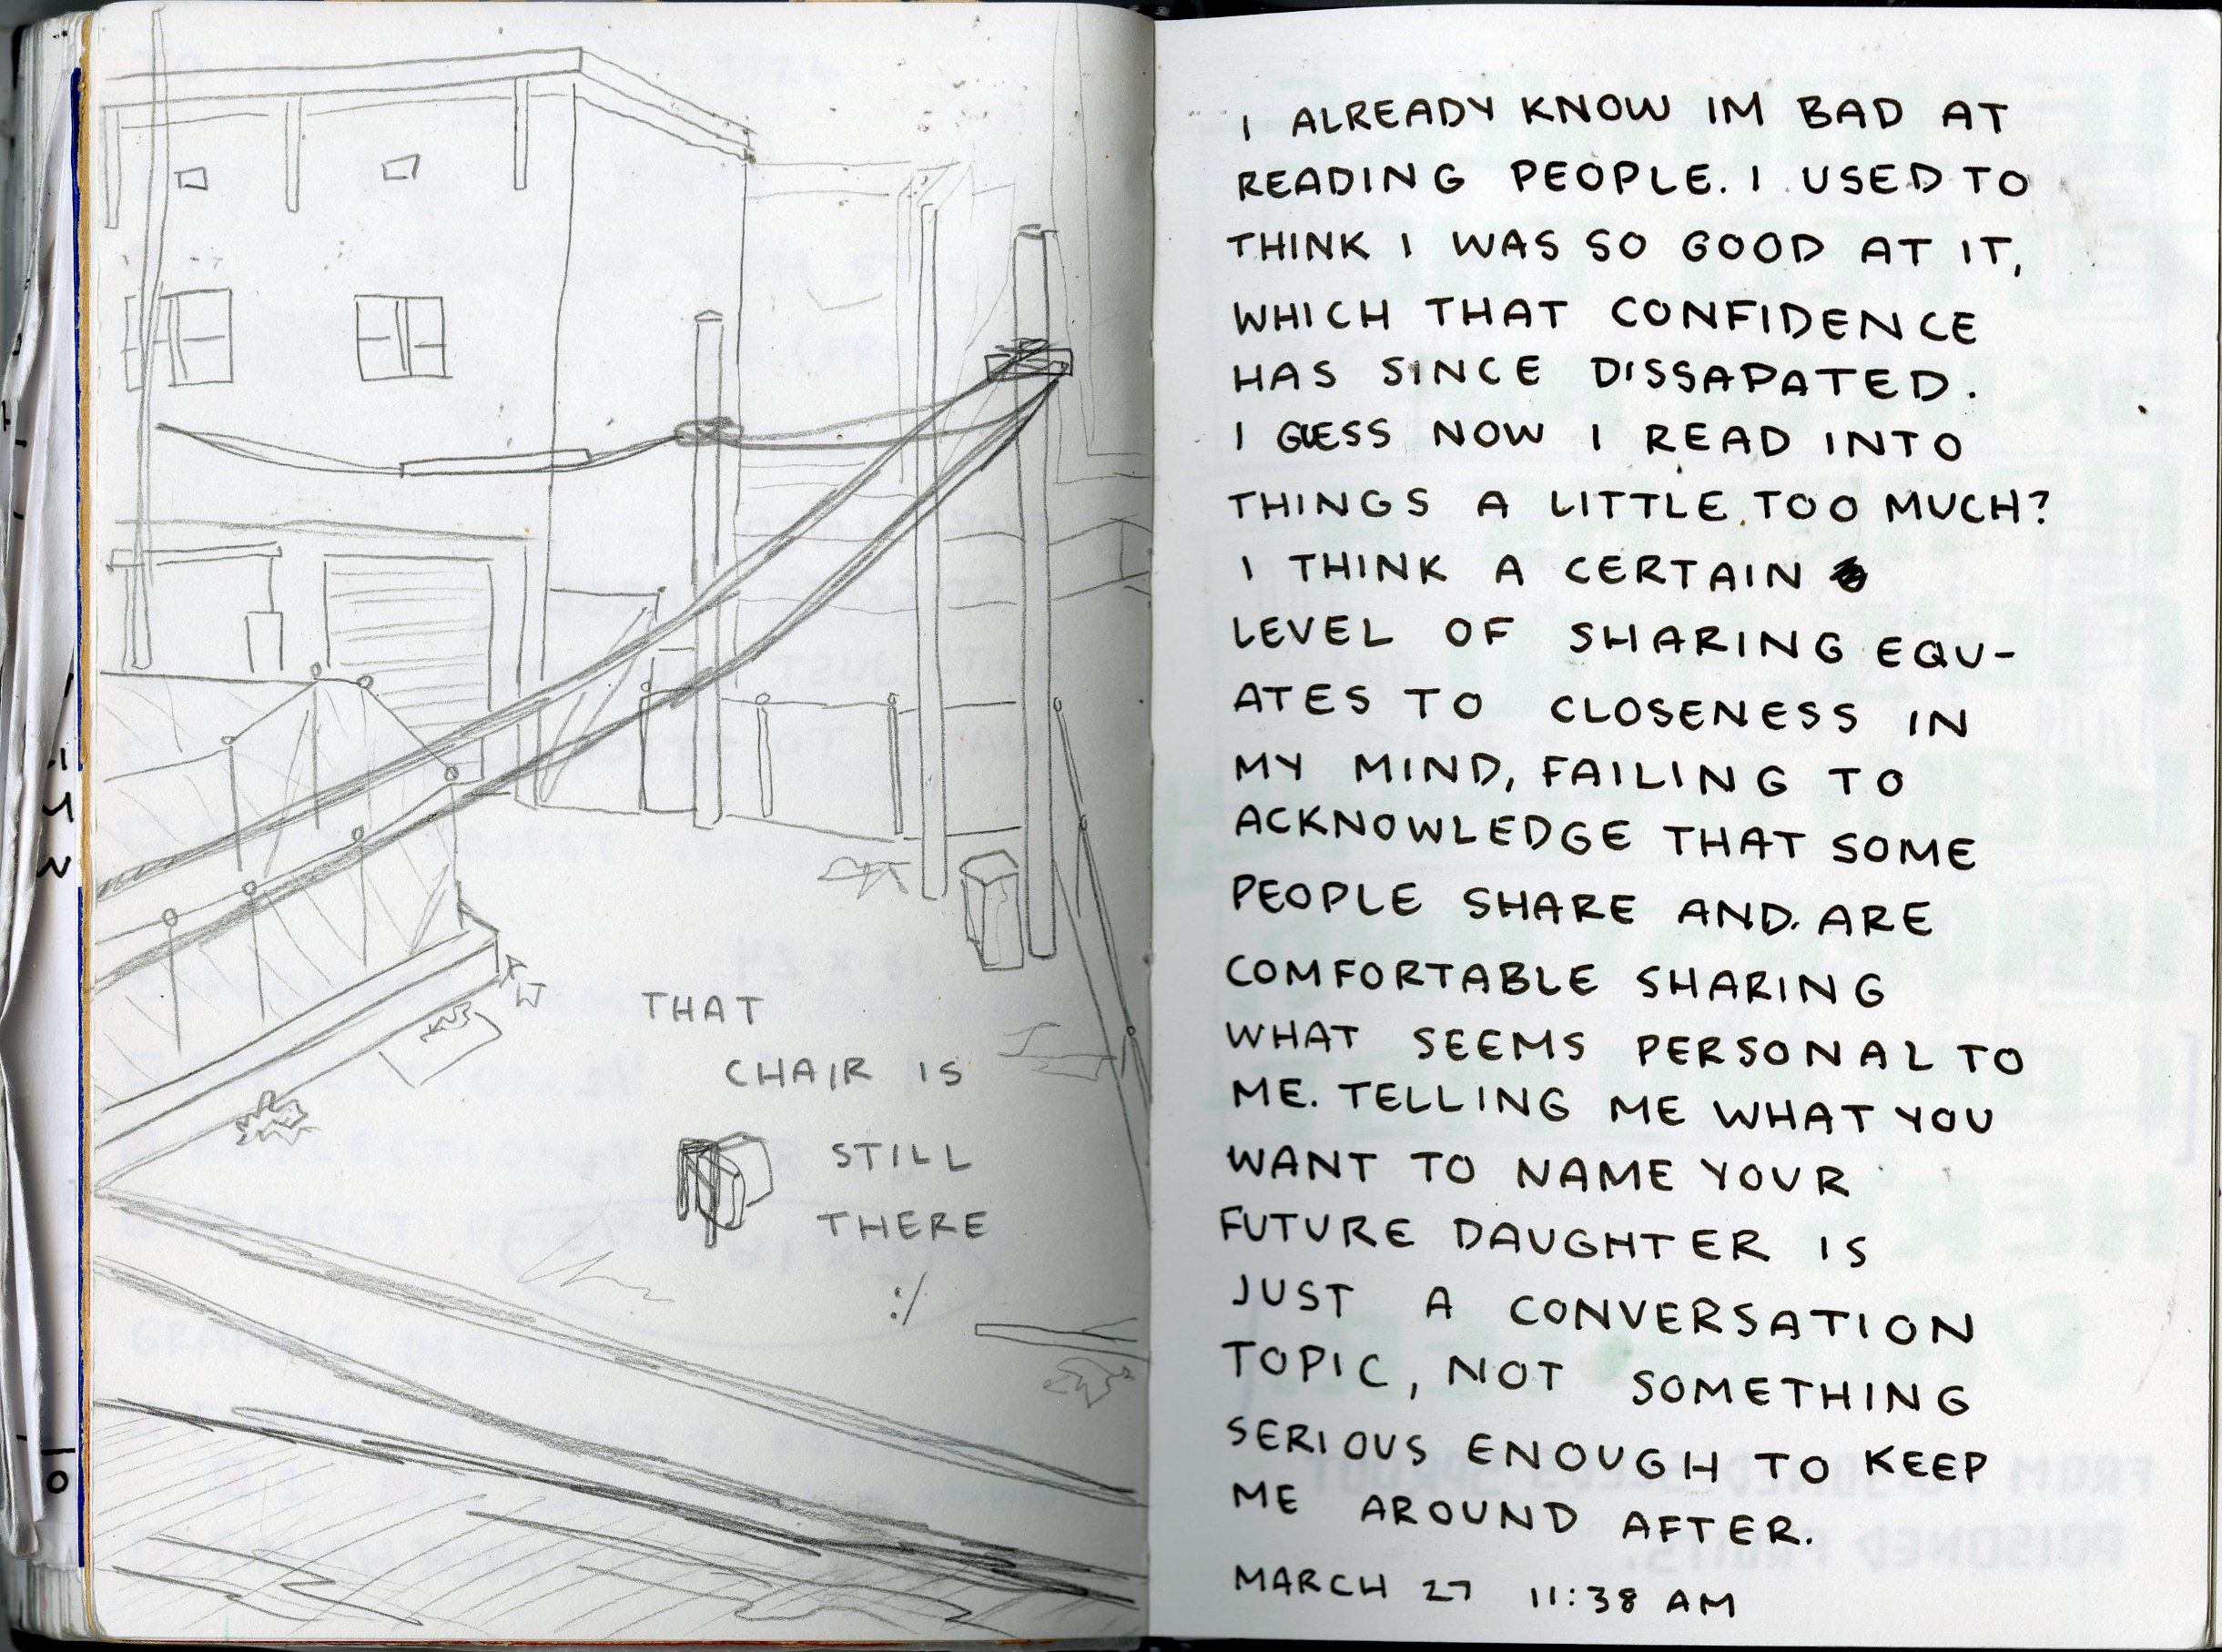 THAT
CHAIR IS
STILL
THERE
:/
I ALREADY KNOW IM BAD AT
READING PEOPLE. I USED TO
THINK I WAS SO GOOD AT IT,
WHICH THAT CONFIDENCE
HAS SINCE DISSAPATED.
I GUESS NOW I READ INTO
THINGS A LITTLE TOO MUCH?
I THINK A CERTAIN
LEVEL OF SHARING EQU-
ATES TO CLOSENESS IN
MY MIND, FAILING TO
ACKNOWLEDGE THAT SOME
PEOPLE SHARE AND ARE
COMFORTABLE SHARING
WHAT SEEMS PERSONAL TO
ME. TELLING ME WHAT YOU
WANT TO NAME YOUR
FUTURE DAUGHTER IS
JUST A CONVERSATION
TOPIC, NOT SOMETHING
SERIOUS ENOUGH TO KEEP
ME AROUND AFTER.
MARCH 27 11:38 AM